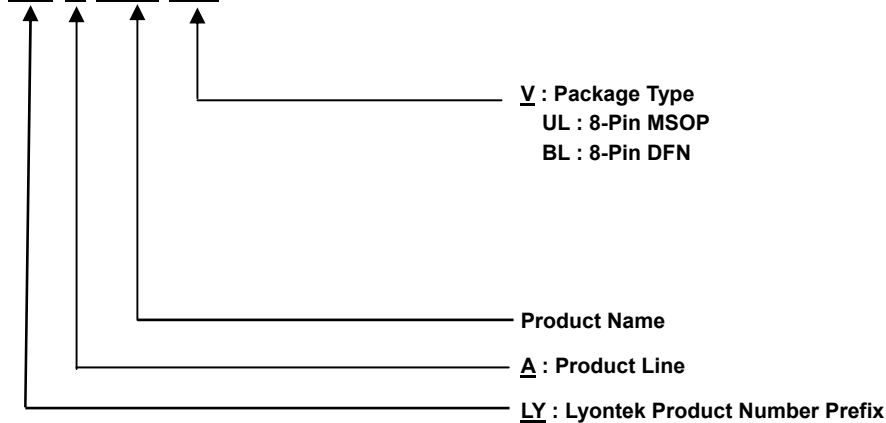 V : Package Type
UL : 8-Pin MSOP
BL : 8-Pin DFN
Product Name
A : Product Line
LY : Lyontek Product Number Prefix